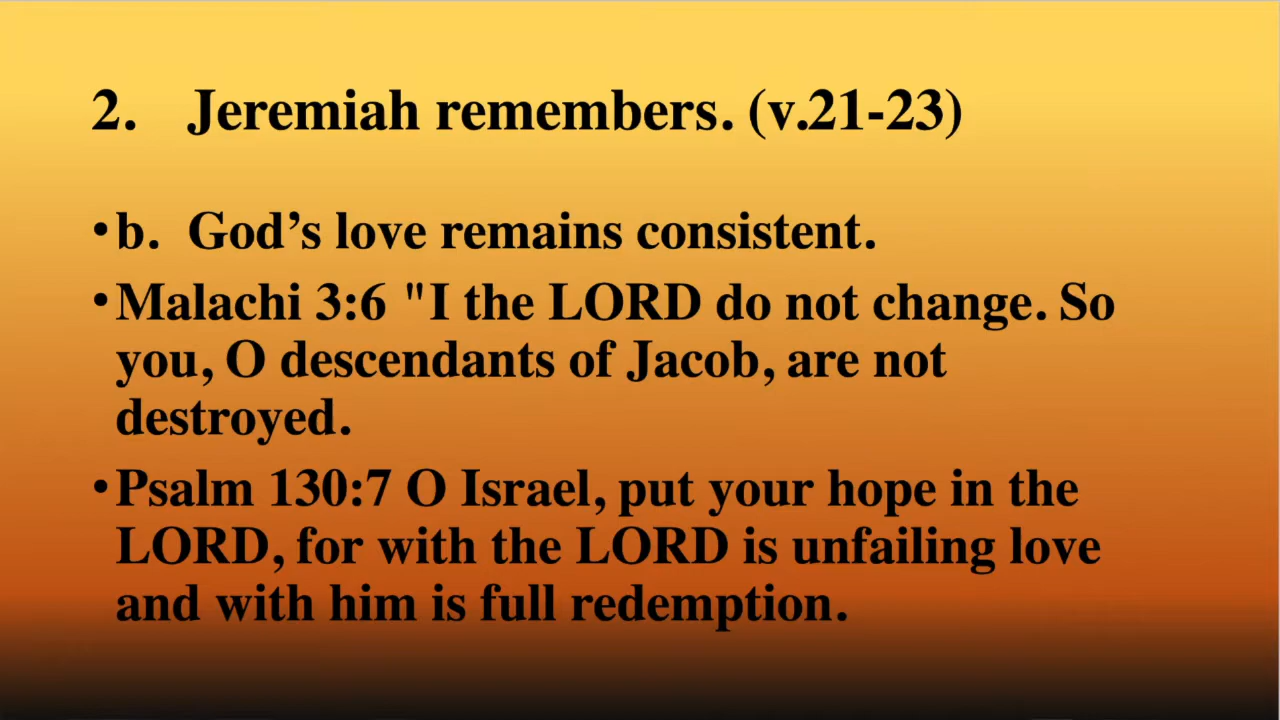 2. Jeremiah remembers. (v.21-23)
•b. God’s love remains consistent.
•Malachi 3:6 "I the LORD do not change. So
you, O descendants of Jacob, are not
destroyed.
•Psalm 130:7 O Israel, put your hope in the
LORD, for with the LORD is unfailing love
and with him is full redemption.